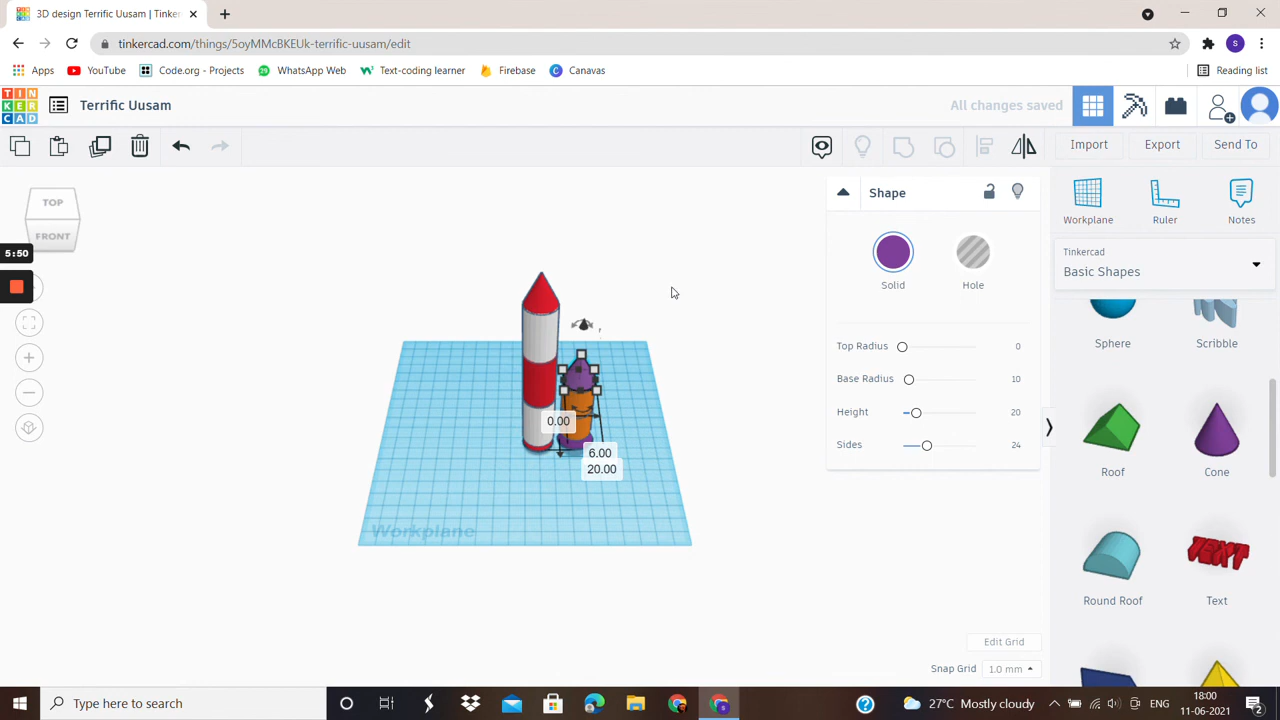 3D design Terrific Uusam | Tinker
tinkercad.com/things/5oyMMcBKEUk-terrific-uusam/edit
S
Apps
YouTube
Code.org - Projects
29
WhatsApp Web
Text-coding learner
Firebase
Canavas
Reading list
TIN
KER
CAD
Terrific Uusam
All changes saved
Import
Export
Send To
TOP
FRONT
5:50
Shape
Solid
Hole
Top Radius 0
Base Radius 10
Height 20
Sides 24
0.00
6.00
20.00
Workplane
Workplane
Ruler
Notes
Tinkercad
Basic Shapes
Sphere
Scribble
Roof
Cone
Round Roof
TEXT
Text
Edit Grid
Snap Grid
1.0 mm
Type here to search
27°C Mostly cloudy
ENG
18:00
11-06-2021
2